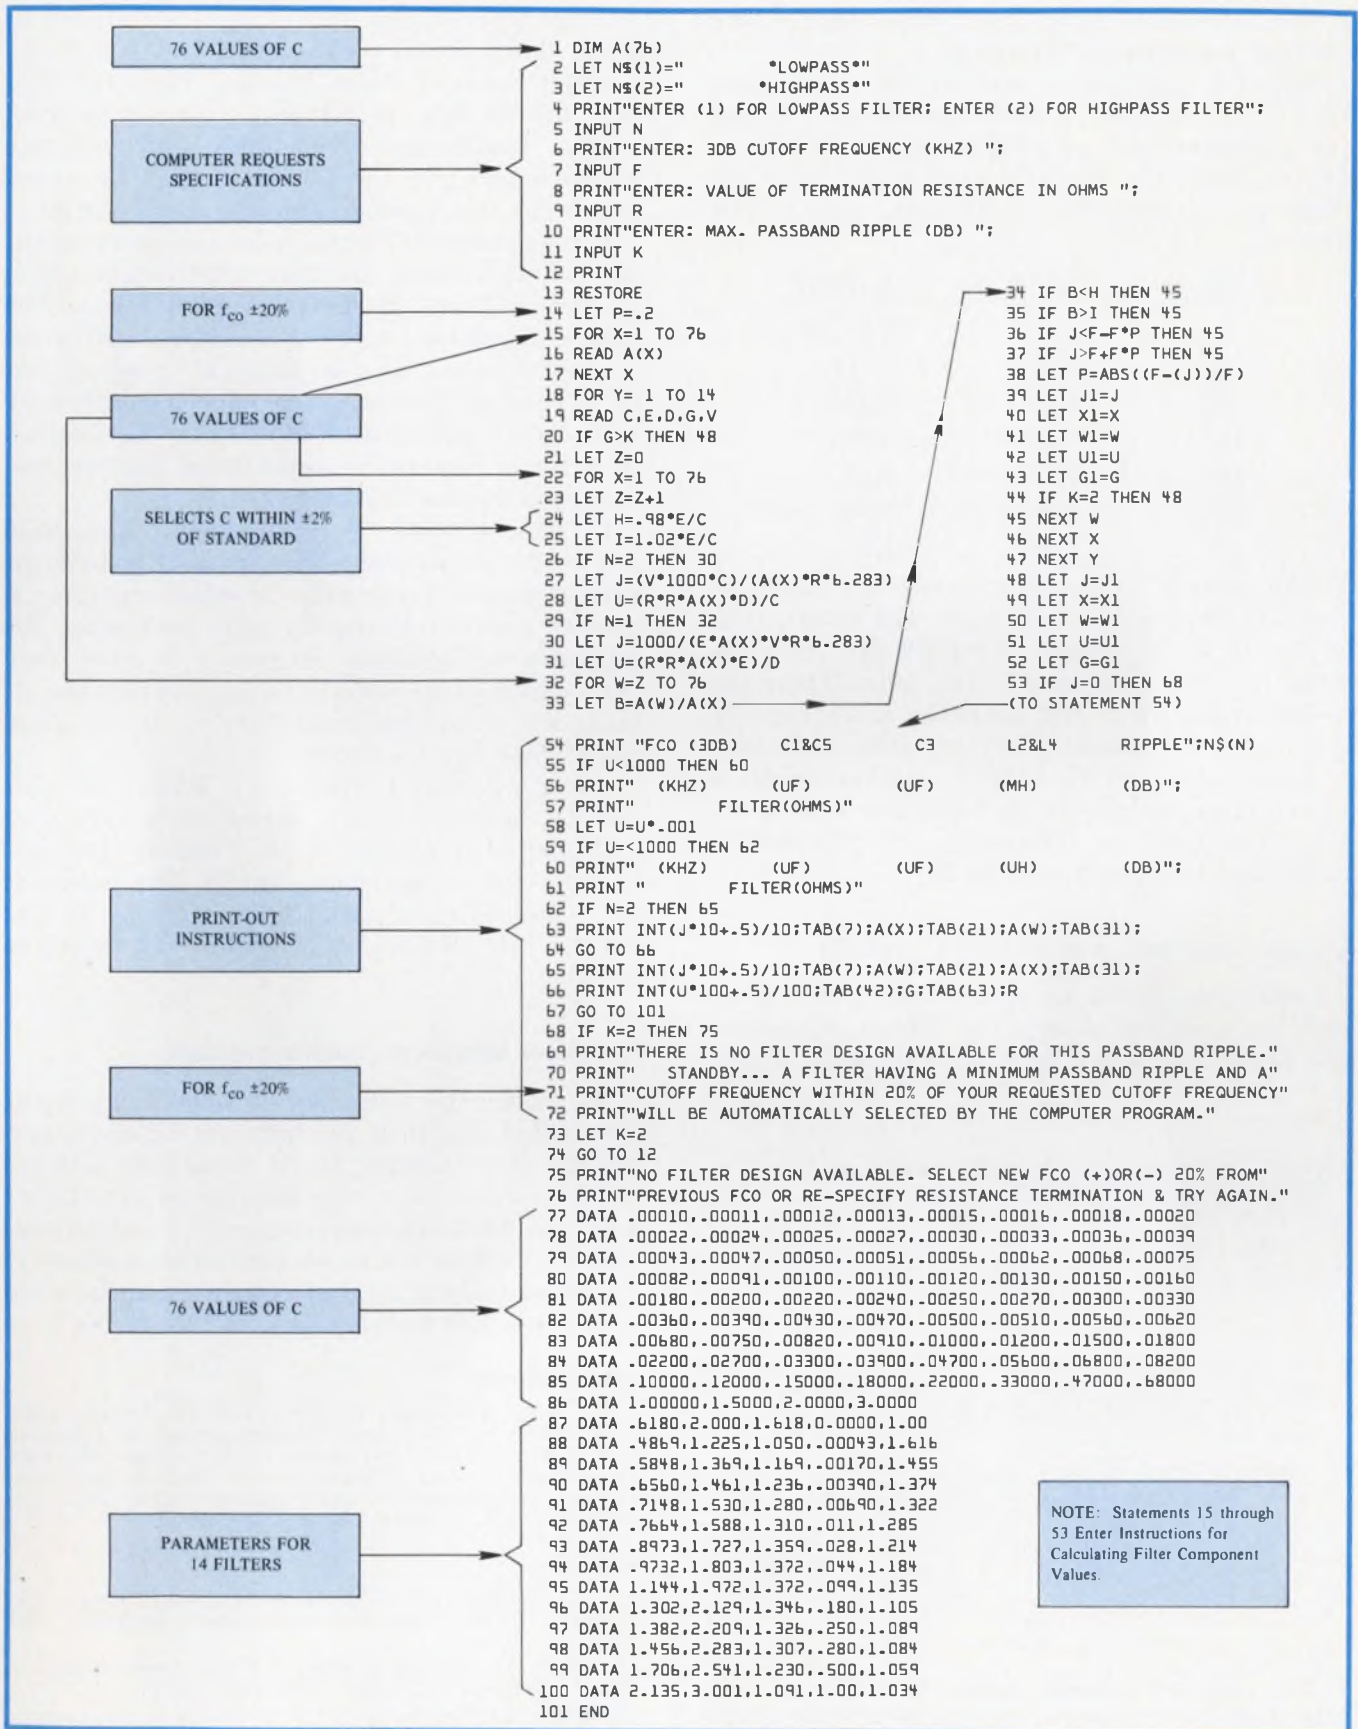 76 VALUES OF C
1 DIM A(76)
2 LET N$(1)="          *LOWPASS*"
3 LET N$(2)="         *HIGHPASS*"
4 PRINT"ENTER (1) FOR LOWPASS FILTER; ENTER (2) FOR HIGHPASS FILTER";
5 INPUT N
6 PRINT"ENTER: 3DB CUTOFF FREQUENCY (KHZ) ";
7 INPUT F
8 PRINT"ENTER: VALUE OF TERMINATION RESISTANCE IN OHMS ";
9 INPUT R
10 PRINT"ENTER: MAX. PASSBAND RIPPLE (DB) ";
11 INPUT K
12 PRINT
COMPUTER REQUESTS
SPECIFICATIONS
13 RESTORE
FOR fco ±20%
14 LET P=.2
15 FOR X=1 TO 76
16 READ A(X)
17 NEXT X
18 FOR Y= 1 TO 14
76 VALUES OF C
19 READ C,E,D,G,V
20 IF G>K THEN 48
21 LET Z=0
22 FOR X=1 TO 76
23 LET Z=Z+1
SELECTS C WITHIN ±2%
OF STANDARD
24 LET H=.98*E/C
25 LET I=1.02*E/C
26 IF N=2 THEN 30
27 LET J=(V*1000*C)/(A(X)*R*6.283)
28 LET U=(R*R*A(X)*D)/C
29 IF N=1 THEN 32
30 LET J=1000/(E*A(X)*V*R*6.283)
31 LET U=(R*R*A(X)*E)/D
32 FOR W=Z TO 76
33 LET B=A(W)/A(X)
34 IF B<H THEN 45
35 IF B>I THEN 45
36 IF J<F-F*P THEN 45
37 IF J>F+F*P THEN 45
38 LET P=ABS((F-(J))/F)
39 LET J1=J
40 LET X1=X
41 LET W1=W
42 LET U1=U
43 LET G1=G
44 IF K=2 THEN 48
45 NEXT W
46 NEXT X
47 NEXT Y
48 LET J=J1
49 LET X=X1
50 LET W=W1
51 LET U=U1
52 LET G=G1
53 IF J=0 THEN 68
(TO STATEMENT 54)
54 PRINT "FCO (3DB)     C1&C5          C3        L2&L4       RIPPLE";N$(N)
55 IF U<1000 THEN 60
56 PRINT"  (KHZ)       (UF)         (UF)       (MH)         (DB)";
57 PRINT"          FILTER(OHMS)"
58 LET U=U*.001
59 IF U=<1000 THEN 62
60 PRINT"  (KHZ)       (UF)         (UF)       (UH)         (DB)";
61 PRINT "          FILTER(OHMS)"
PRINT-OUT
INSTRUCTIONS
62 IF N=2 THEN 65
63 PRINT INT(J*10+.5)/10;TAB(7);A(X);TAB(21);A(W);TAB(31);
64 GO TO 66
65 PRINT INT(J*10+.5)/10;TAB(7);A(W);TAB(21);A(X);TAB(31);
66 PRINT INT(U*100+.5)/100;TAB(42);G;TAB(63);R
67 GO TO 101
68 IF K=2 THEN 75
69 PRINT"THERE IS NO FILTER DESIGN AVAILABLE FOR THIS PASSBAND RIPPLE."
70 PRINT"   STANDBY... A FILTER HAVING A MINIMUM PASSBAND RIPPLE AND A"
FOR fco ±20%
71 PRINT"CUTOFF FREQUENCY WITHIN 20% OF YOUR REQUESTED CUTOFF FREQUENCY"
72 PRINT"WILL BE AUTOMATICALLY SELECTED BY THE COMPUTER PROGRAM."
73 LET K=2
74 GO TO 12
75 PRINT"NO FILTER DESIGN AVAILABLE. SELECT NEW FCO (+)OR(-) 20% FROM"
76 PRINT"PREVIOUS FCO OR RE-SPECIFY RESISTANCE TERMINATION & TRY AGAIN."
77 DATA .00010,.00011,.00012,.00013,.00015,.00016,.00018,.00020
78 DATA .00022,.00024,.00025,.00027,.00030,.00033,.00036,.00039
79 DATA .00043,.00047,.00050,.00051,.00056,.00062,.00068,.00075
80 DATA .00082,.00091,.00100,.00110,.00120,.00130,.00150,.00160
76 VALUES OF C
81 DATA .00180,.00200,.00220,.00240,.00250,.00270,.00300,.00330
82 DATA .00360,.00390,.00430,.00470,.00500,.00510,.00560,.00620
83 DATA .00680,.00750,.00820,.00910,.01000,.01200,.01500,.01800
84 DATA .02200,.02700,.03300,.03900,.04700,.05600,.06800,.08200
85 DATA .10000,.12000,.15000,.18000,.22000,.33000,.47000,.68000
86 DATA 1.00000,1.5000,2.0000,3.0000
87 DATA .6180,2.000,1.618,0.0000,1.00
88 DATA .4869,1.225,1.050,.00043,1.616
89 DATA .5848,1.369,1.169,.00170,1.455
90 DATA .6560,1.461,1.236,.00390,1.374
91 DATA .7148,1.530,1.280,.00690,1.322
92 DATA .7664,1.588,1.310,.011,1.285
PARAMETERS FOR
14 FILTERS
93 DATA .8973,1.727,1.359,.028,1.214
94 DATA .9732,1.803,1.372,.044,1.184
95 DATA 1.144,1.972,1.372,.099,1.135
96 DATA 1.302,2.129,1.346,.180,1.105
97 DATA 1.382,2.209,1.326,.250,1.089
98 DATA 1.456,2.283,1.307,.280,1.084
99 DATA 1.706,2.541,1.230,.500,1.059
100 DATA 2.135,3.001,1.091,1.00,1.034
101 END
NOTE: Statements 15 through
53 Enter Instructions for
Calculating Filter Component
Values.